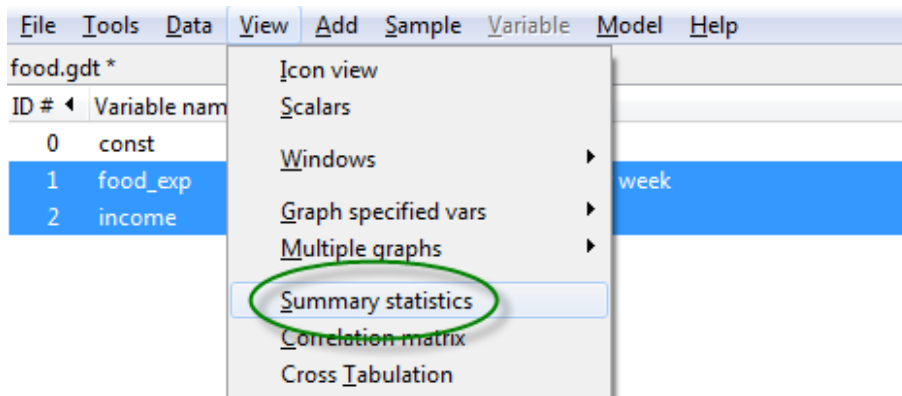 File Tools Data View Add Sample Variable Model Help
food.gdt *
ID # Variable nam
0 const
1 food_exp week
2 income
Icon view
Scalars
Windows
Graph specified vars
Multiple graphs
Summary statistics
Correlation matrix
Cross Tabulation